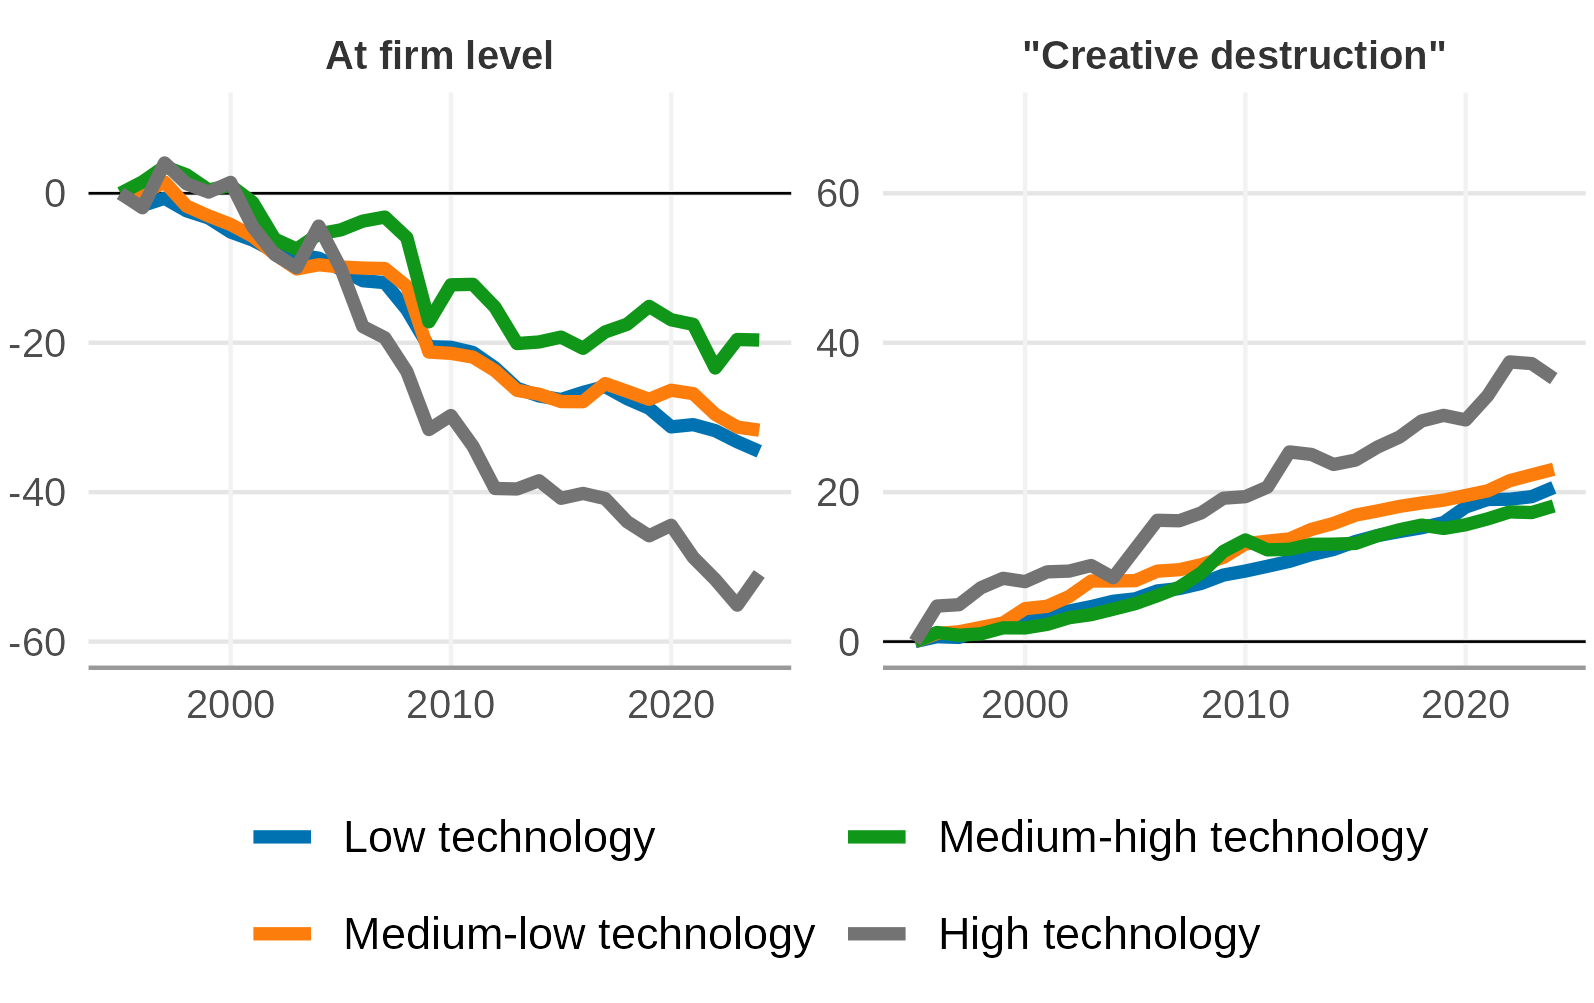 At firm level
"Creative destruction"
0
-20
-40
-60
60
40
20
0
2000 2010 2020
2000 2010 2020
Low technology
Medium-high technology
Medium-low technology
High technology